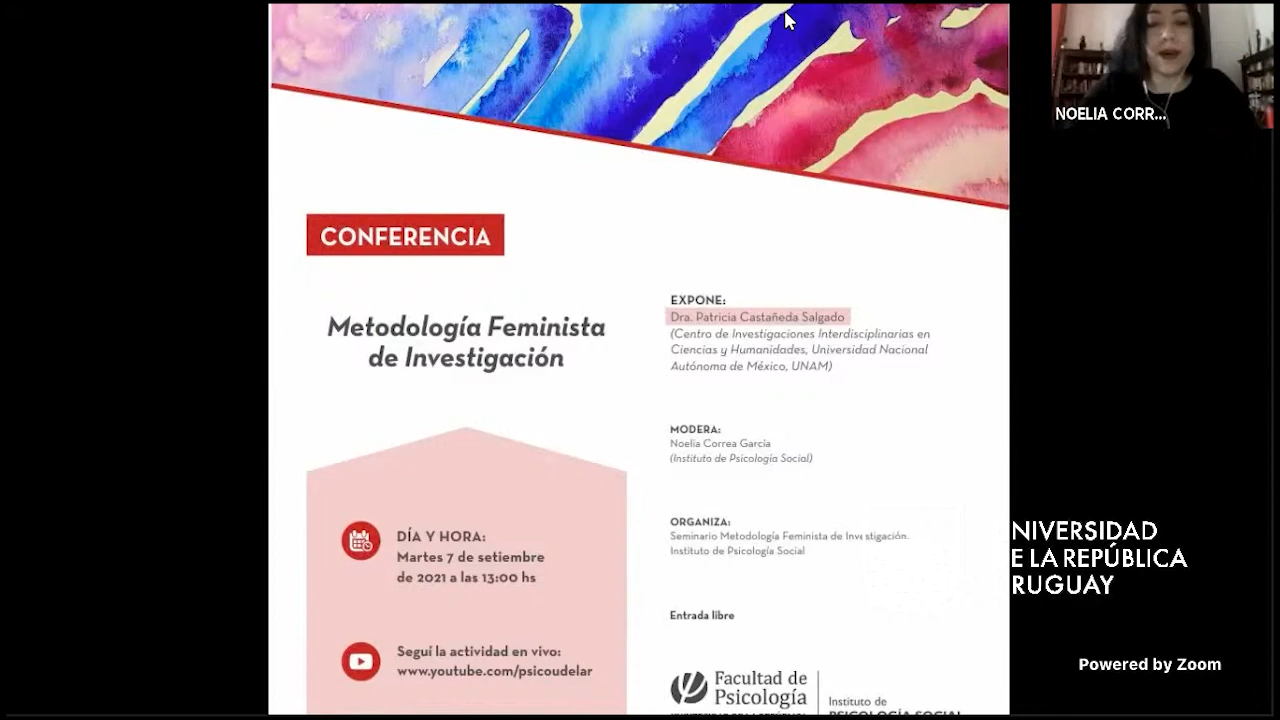 CONFERENCIA
Metodología Feminista
de Investigación
DÍA Y HORA:
Martes 7 de setiembre
de 2021 a las 13:00 hs
Seguí la actividad en vivo:
www.youtube.com/psicoudelar
EXPONE:
Dra. Patricia Castañeda Salgado
(Centro de Investigaciones Interdisciplinarias en
Ciencias y Humanidades, Universidad Nacional
Autónoma de México, UNAM)
MODERA:
Noelia Correa García
(Instituto de Psicología Social)
ORGANIZA:
Seminario Metodología Feminista de Investigación.
Instituto de Psicología Social
Entrada libre
Facultad de
Psicología
Instituto de
PSICOLOGÍA SOCIAL
NOELIA CORR...
NIVERSIDAD
E LA REPÚBLICA
RUGUAY
Powered by Zoom